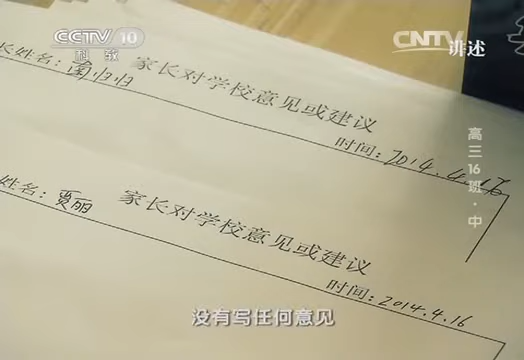 CCTV 10
科教
CNTV 讲述
家长对学校意见或建议
长姓名：蔺归归
时间：2014.4.16
高三16班·中
家长对学校意见或建议
姓名：贾丽
时间：2014.4.16
没有写任何意见